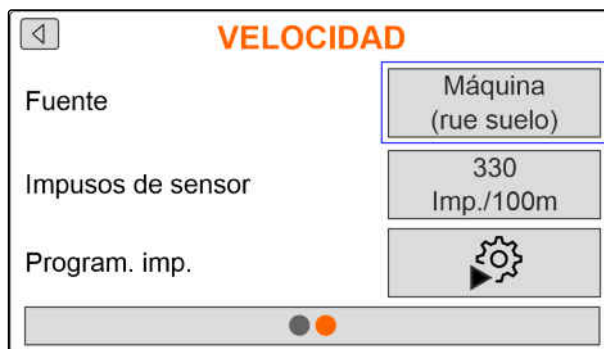 VELOCIDAD
Fuente
Máquina
(rue suelo)
Impusos de sensor
330
Imp./100m
Program. imp.